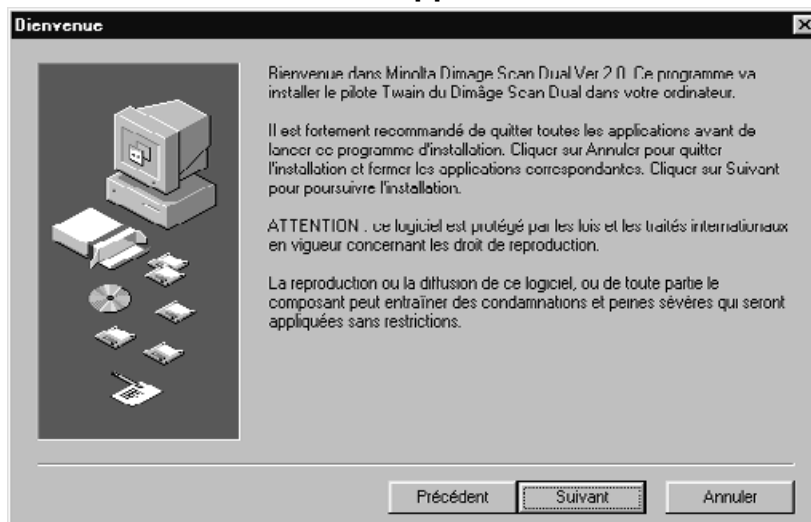 Bienvenue
Bienvenue dans Minolta Dimage Scan Dual Ver 2.0. Ce programme va
installer le pilote Twain du Dimâge Scan Dual dans votre ordinateur.
Il est fortement recommandé de quitter toutes les applications avant de
lancer ce programme d'installation. Cliquer sur Annuler pour quitter
l'installation et fermer les applications correspondantes. Cliquer sur Suivant
pour poursuivre l'installation.
ATTENTION : ce logiciel est protégé par les lois et les traités internationaux
en vigueur concernant les droit de reproduction.
La reproduction ou la diffusion de ce logiciel, ou de toute partie le
composant peut entraîner des condamnations et peines sévères qui seront
appliquées sans restrictions.
Précédent
Suivant
Annuler